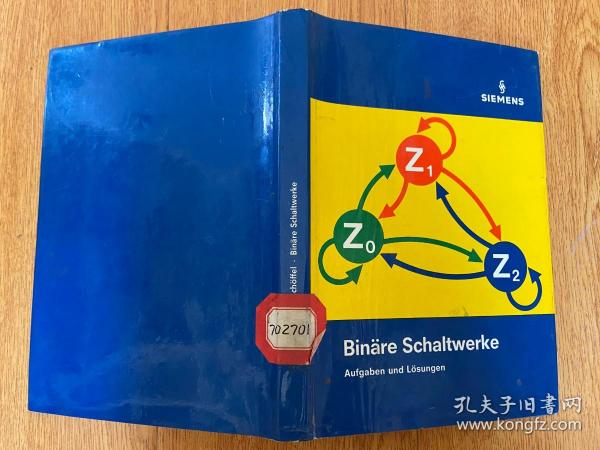 SIEMENS
Z1
Z0
Z2
Binäre Schaltwerke
Aufgaben und Lösungen
chöffel · Binäre Schaltwerke
702701
孔夫子旧書网
www.kongfz.com